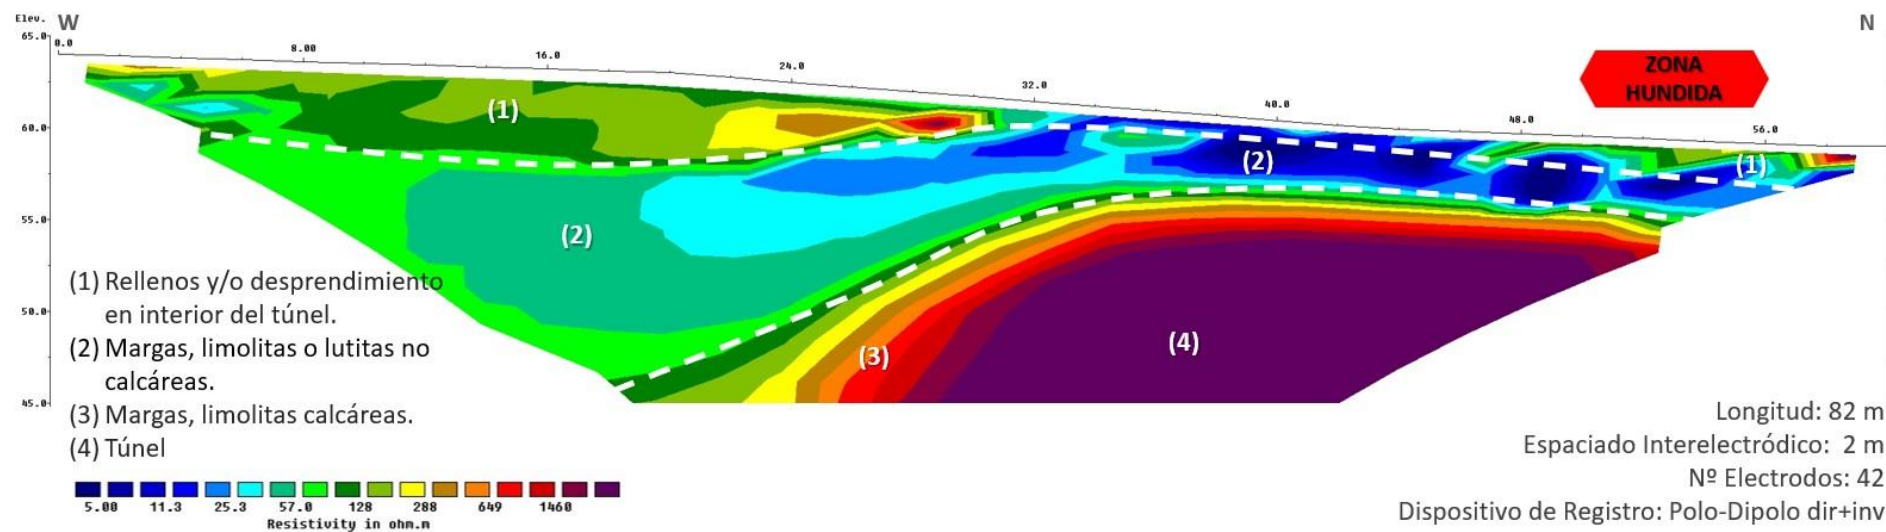 Elev.
W
N
65.0
0.0
8.00
16.0
24.0
32.0
40.0
48.0
56.0
ZONA
HUNDIDA
60.0
55.0
50.0
45.0
(1)
(2)
(2)
(1)
(3)
(4)
(1) Rellenos y/o desprendimiento
en interior del túnel.
(2) Margas, limolitas o lutitas no
calcáreas.
(3) Margas, limolitas calcáreas.
(4) Túnel
5.00 11.3 25.3 57.0 128 288 649 1460
Resistivity in ohm.m
Longitud: 82 m
Espaciado Interelectródico: 2 m
Nº Electrodos: 42
Dispositivo de Registro: Polo-Dipolo dir+inv